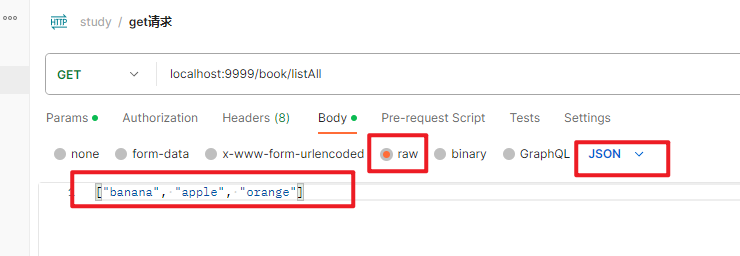 HTTP study / get请求
GET localhost:9999/book/listAll
Params Authorization Headers (8) Body Pre-request Script Tests Settings
none form-data x-www-form-urlencoded raw binary GraphQL JSON
1 ["banana", "apple", "orange"]